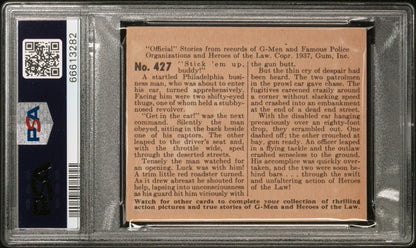 66613282
PSA
"Official" Stories from records of G-Men and Famous Police
Organizations and Heroes of the Law. Copr. 1937, Gum, Inc.
No. 427 "Stick 'em up,
buddy!"
A startled Philadelphia busi-
ness man, who was about to enter
his car, turned apprehensively.
Facing him were two shifty-eyed
thugs, one of whom held a stubby-
nosed revolver.
"Get in the car!" was the next
command. Silently the man
obeyed, sitting in the back beside
one of his captors. The other
leaped to the driver's seat and,
with the throttle wide, sped
through the deserted streets.
Tensely the man watched for
an opening. Luck was with him!
A trim little red roadster turned.
As it drew abreast he shouted for
help, lapsing into unconsciousness
as his guard hit him viciously with
the gun butt.
But the thin cry of despair had
been heard. The two patrolmen
in the prowl car gave chase. The
fugitives careened crazily around
a corner without slacking speed
and crashed into an embankment
at the end of a dead end street.
With the disabled car hanging
precariously over an eighty-foot
drop, they scrambled out. One
dashed off; the other crouched at
bay, gun ready. An officer leaped
in a flying tackle and the outlaw
crashed senseless to the ground.
His accomplice was quickly over-
taken, and the two were soon be-
hind bars . . . through the swift
and unfaltering action of Heroes
of the Law!
Watch for other cards to complete your collection of thrilling
action pictures and true stories of G-Men and Heroes of the Law.